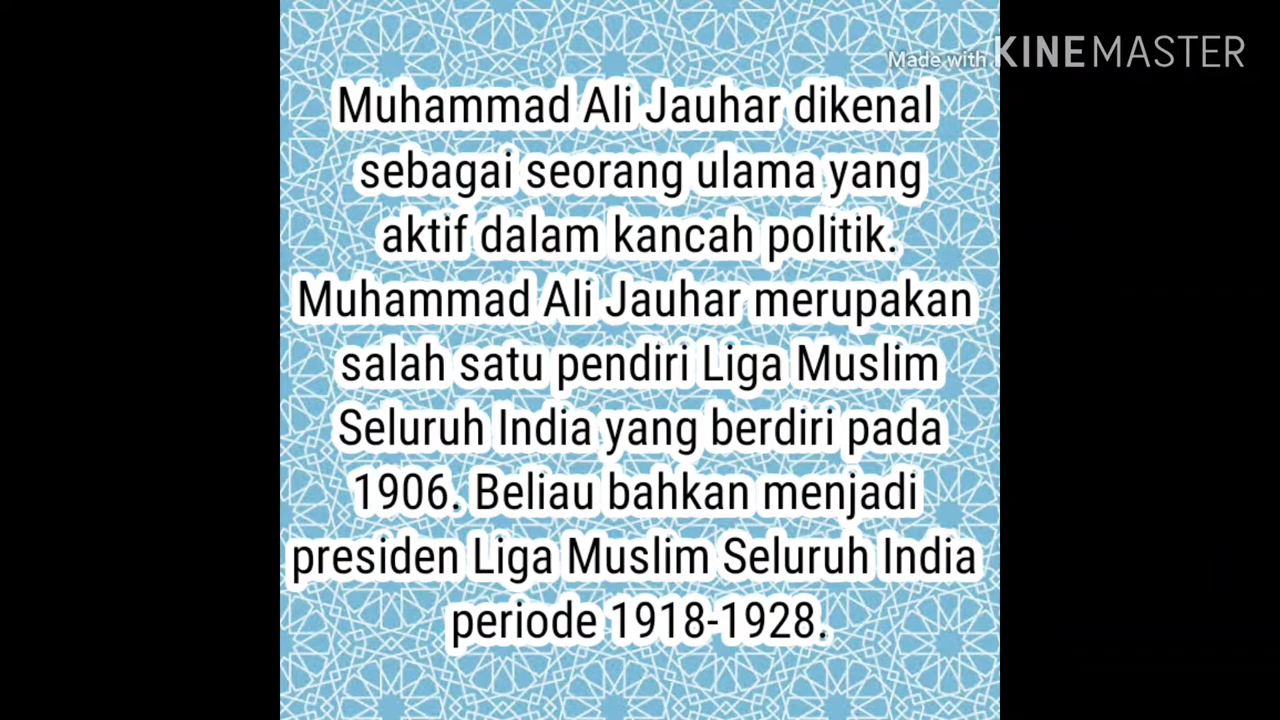 Made with KINEMASTER
Muhammad Ali Jauhar dikenal
sebagai seorang ulama yang
aktif dalam kancah politik.
Muhammad Ali Jauhar merupakan
salah satu pendiri Liga Muslim
Seluruh India yang berdiri pada
1906. Beliau bahkan menjadi
presiden Liga Muslim Seluruh India
periode 1918-1928.